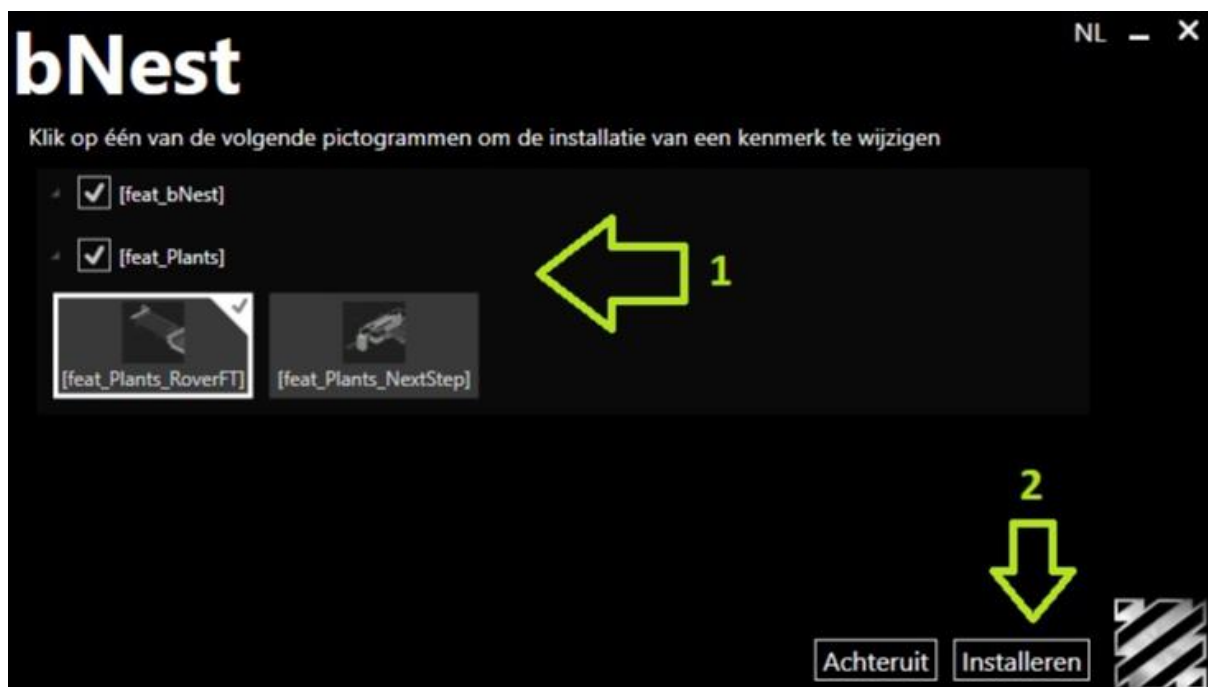 bNest
NL
Klik op één van de volgende pictogrammen om de installatie van een kenmerk te wijzigen
[feat_bNest]
[feat_Plants]
1
[feat_Plants_RoverFT]
[feat_Plants_NextStep]
2
Achteruit
Installeren